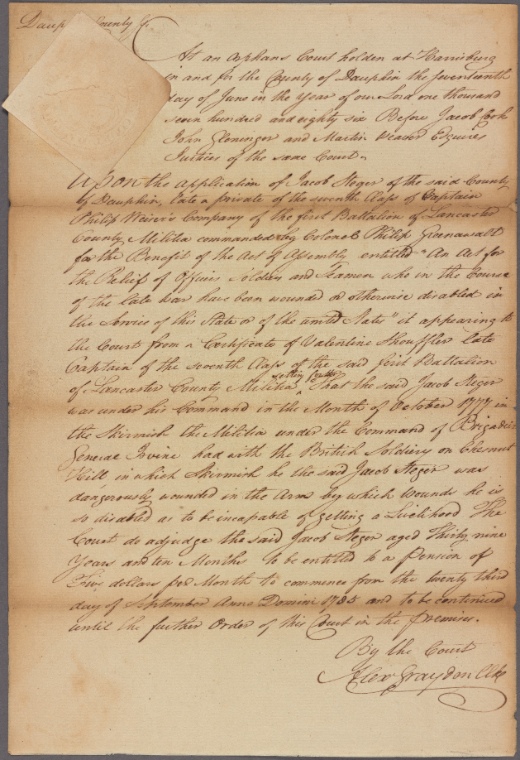 Dauphin County Ss
At an Orphans Court holden at Harrisburg
in and for the County of Dauphin the seventeenth
day of June in the Year of our Lord one thousand
seven hundred and eighty six Before Jacob Cook
John Gloninger and Martin Weaver Esquires
Justices of the same Court
Upon the application of Jacob Steger of the said County
of Dauphin, late a private of the seventh Class of Captain
Philip Weiser's Company of the first Battalion of Lancaster
County Militia commanded by Colonel Philip Greenawalt
for the Benefit of the Act of Assembly entitled "An Act for
the Relief of Officers Soldiers and Seamen who in the Course
of the late war have been wounded or otherwise disabled in
the Service of this State or of the united States" it appearing to
the Court from a Certificate of Valentine Shouffler late
Captain of the seventh Class of the said first Battalion
of Lancaster County Militia setting forth That the said Jacob Steger
was under his Command in the Month of October 1777 in
the Skirmish the Militia under the Command of Brigadier
General Irvine had with the British Soldiery on Chesnut
Hill in which Skirmish he the said Jacob Steger was
dangerously wounded in the Arm by which wounds he is
so disabled as to be incapable of getting a Livelihood The
Court do adjudge the said Jacob Steger aged Thirty nine
Years and ten Months to be entitled to a Pension of
Five dollars per Month to commence from the twenty third
day of September Anno Domini 1785 and to be continued
until the further Order of this Court in the premises.
By the Court
Alexr Graydon Clk